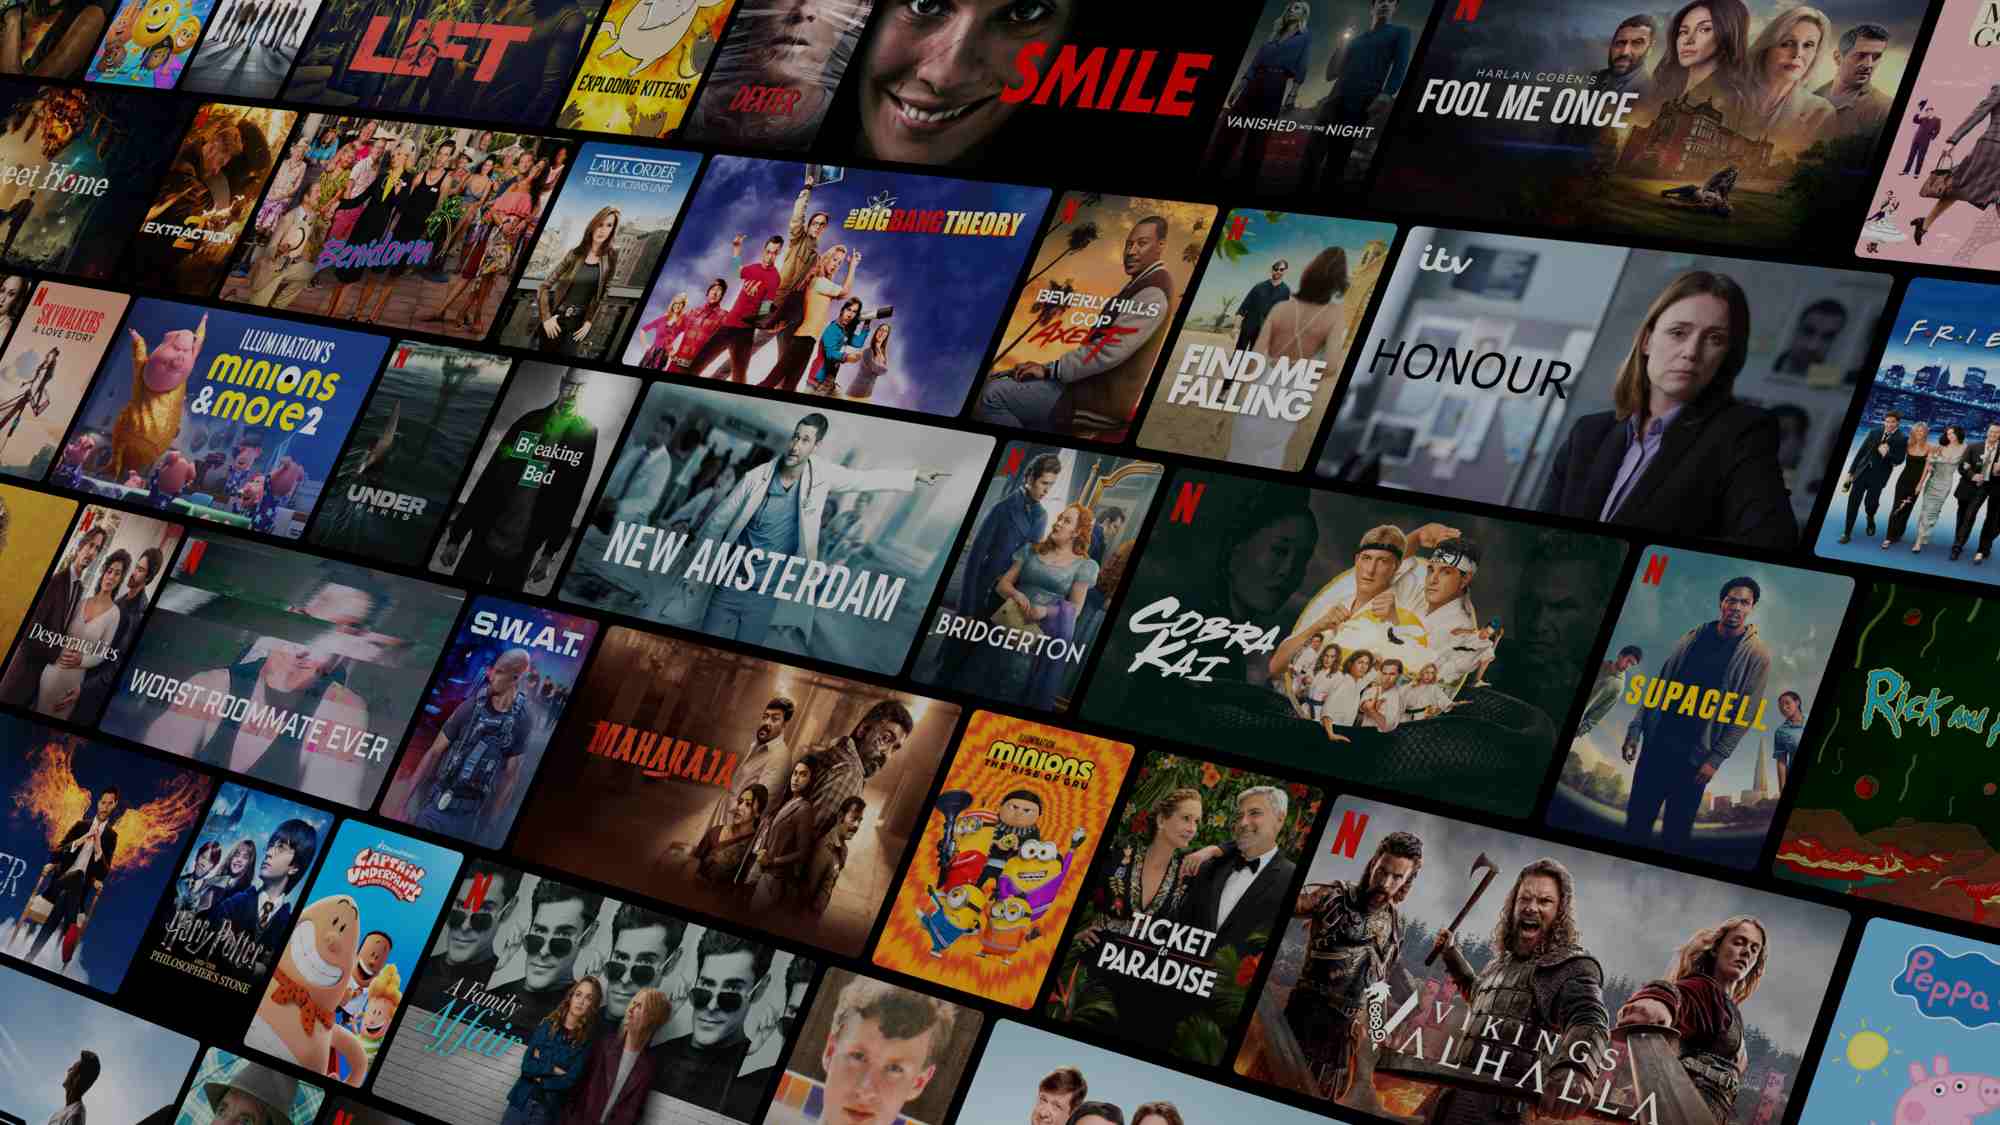 LIFT
EXPLODING KITTENS
DEXTER
SMILE
VANISHED INTO THE NIGHT
N
HARLAN COBEN'S
FOOL ME ONCE
eet Home
EXTRACTION
2
Benidorm
LAW & ORDER
SPECIAL VICTIMS UNIT
the BIG BANG THEORY
N
BEVERLY HILLS
COP
AXEL F
N
FIND ME
FALLING
itv
HONOUR
F·R·I·E
N
SKYWALKERS
A LOVE STORY
ILLUMINATION'S
minions
& more 2
N
UNDER
PARIS
Breaking
Bad
NEW AMSTERDAM
N
BRIDGERTON
N
COBRA
KAI
N
SUPACELL
RICK AND
N
Desperate Lies
N
WORST ROOMMATE EVER
S.W.A.T.
MAHARAJA
ILLUMINATION
minions
THE RISE OF GRU
TICKET
TO
PARADISE
N
VIKINGS
VALHALLA
Peppa
ER
Harry Potter
AND THE
PHILOSOPHER'S STONE
DREAMWORKS
CAPTAIN
UNDERPANTS
N
A Family
Affair
N